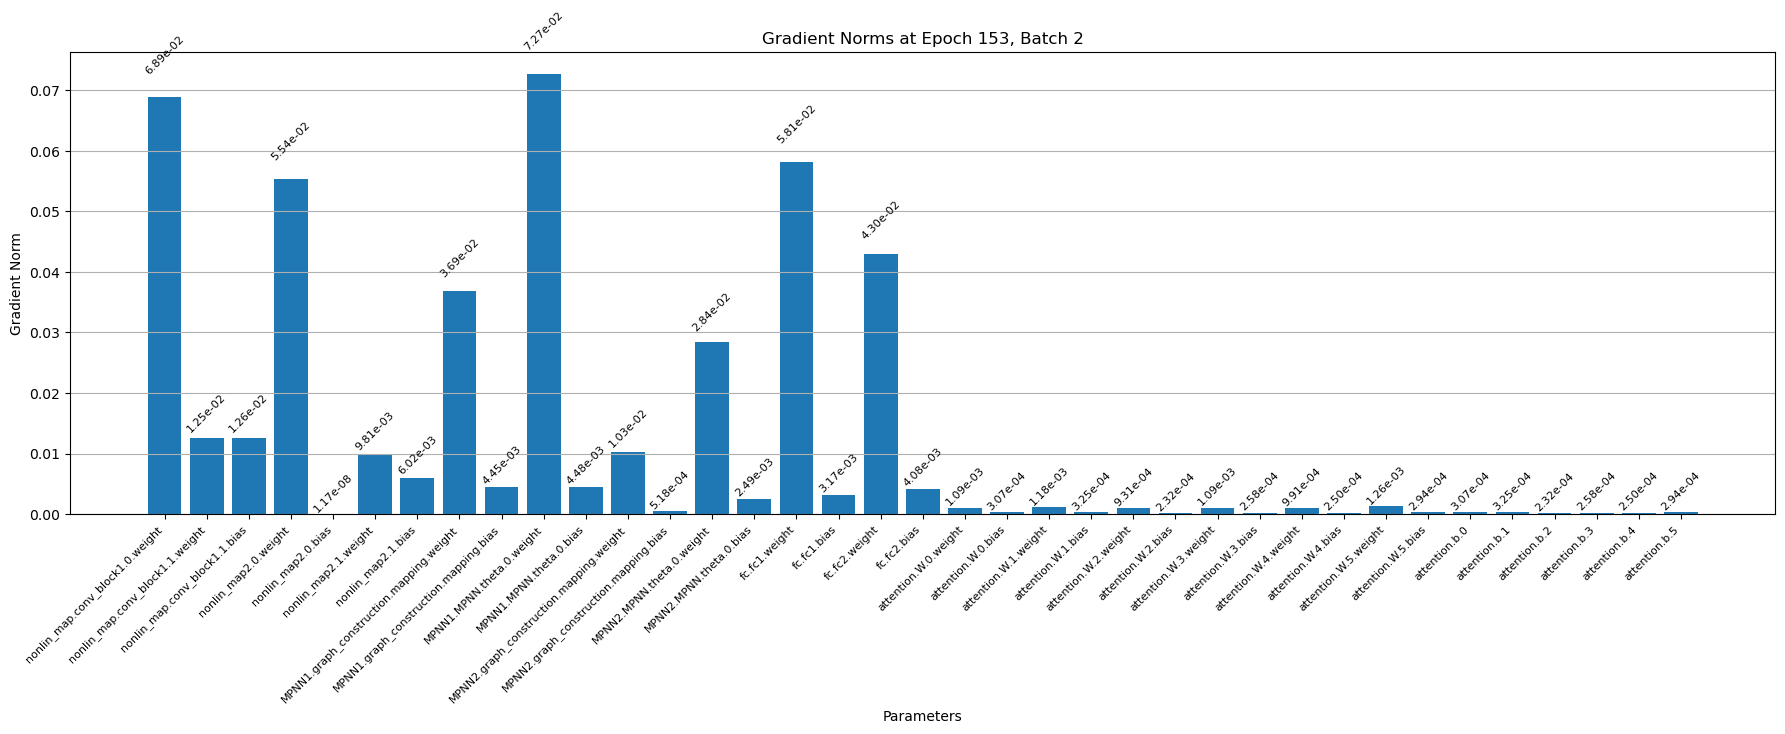 Gradient Norms at Epoch 153, Batch 2
Gradient Norm
0.07
0.06
0.05
0.04
0.03
0.02
0.01
0.00
6.89e-02
1.25e-02
1.26e-02
5.54e-02
1.17e-08
9.81e-03
6.02e-03
3.69e-02
4.45e-03
7.27e-02
4.48e-03
1.03e-02
5.18e-04
2.84e-02
2.49e-03
5.81e-02
3.17e-03
4.30e-02
4.08e-03
1.09e-03
3.07e-04
1.18e-03
3.25e-04
9.31e-04
2.32e-04
1.09e-03
2.58e-04
9.91e-04
2.50e-04
1.26e-03
2.94e-04
3.07e-04
3.25e-04
2.32e-04
2.58e-04
2.50e-04
2.94e-04
nonlin_map.conv_block1.0.weight
nonlin_map.conv_block1.1.weight
nonlin_map.conv_block1.1.bias
nonlin_map2.0.weight
nonlin_map2.0.bias
nonlin_map2.1.weight
nonlin_map2.1.bias
MPNN1.graph_construction.mapping.weight
MPNN1.graph_construction.mapping.bias
MPNN1.MPNN.theta.0.weight
MPNN1.MPNN.theta.0.bias
MPNN2.graph_construction.mapping.weight
MPNN2.graph_construction.mapping.bias
MPNN2.MPNN.theta.0.weight
MPNN2.MPNN.theta.0.bias
fc.fc1.weight
fc.fc1.bias
fc.fc2.weight
fc.fc2.bias
attention.W.0.weight
attention.W.0.bias
attention.W.1.weight
attention.W.1.bias
attention.W.2.weight
attention.W.2.bias
attention.W.3.weight
attention.W.3.bias
attention.W.4.weight
attention.W.4.bias
attention.W.5.weight
attention.W.5.bias
attention.b.0
attention.b.1
attention.b.2
attention.b.3
attention.b.4
attention.b.5
Parameters